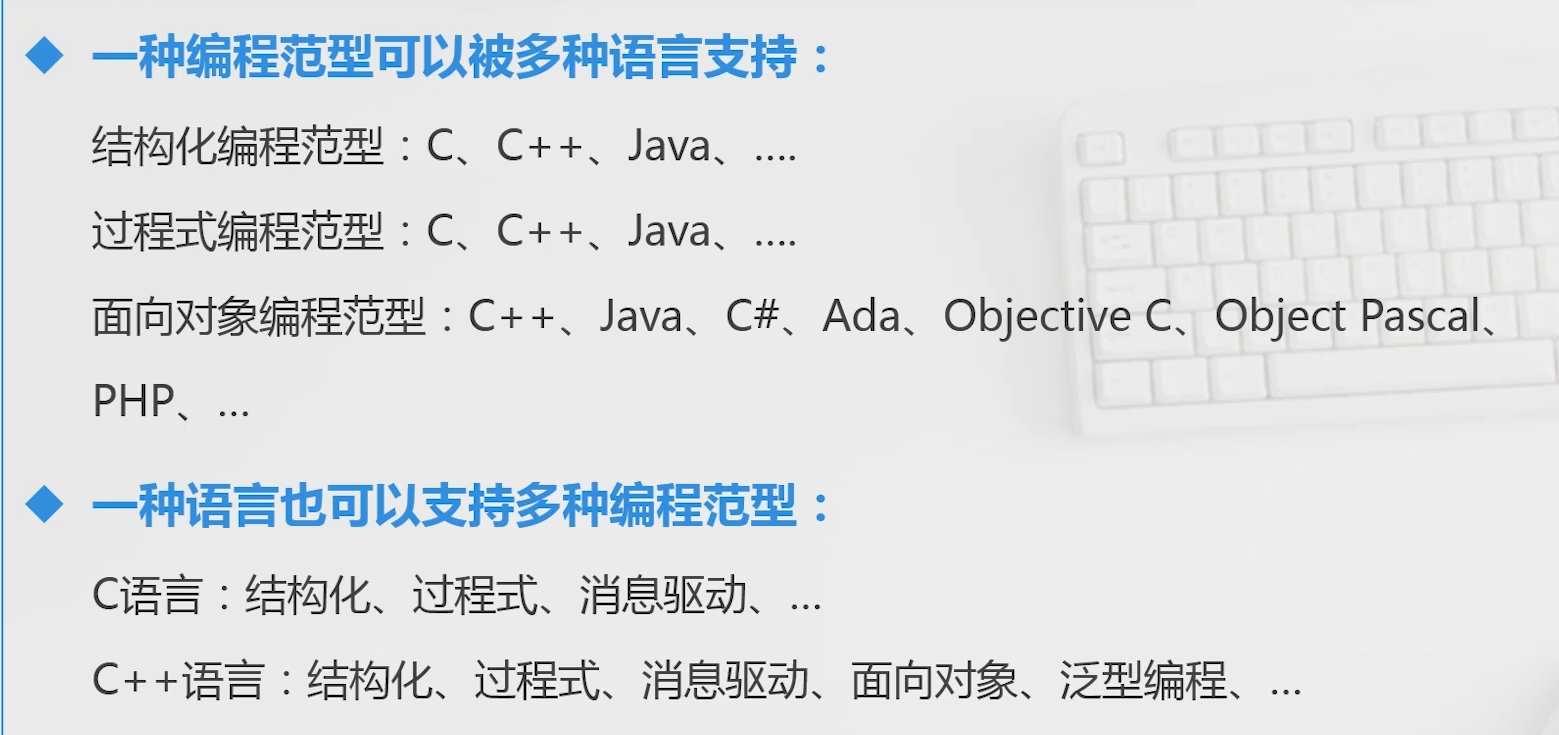 ◆ 一种编程范型可以被多种语言支持：
结构化编程范型：C、C++、Java、....
过程式编程范型：C、C++、Java、....
面向对象编程范型：C++、Java、C#、Ada、Objective C、Object Pascal、
PHP、...
◆ 一种语言也可以支持多种编程范型：
C语言：结构化、过程式、消息驱动、...
C++语言：结构化、过程式、消息驱动、面向对象、泛型编程、...